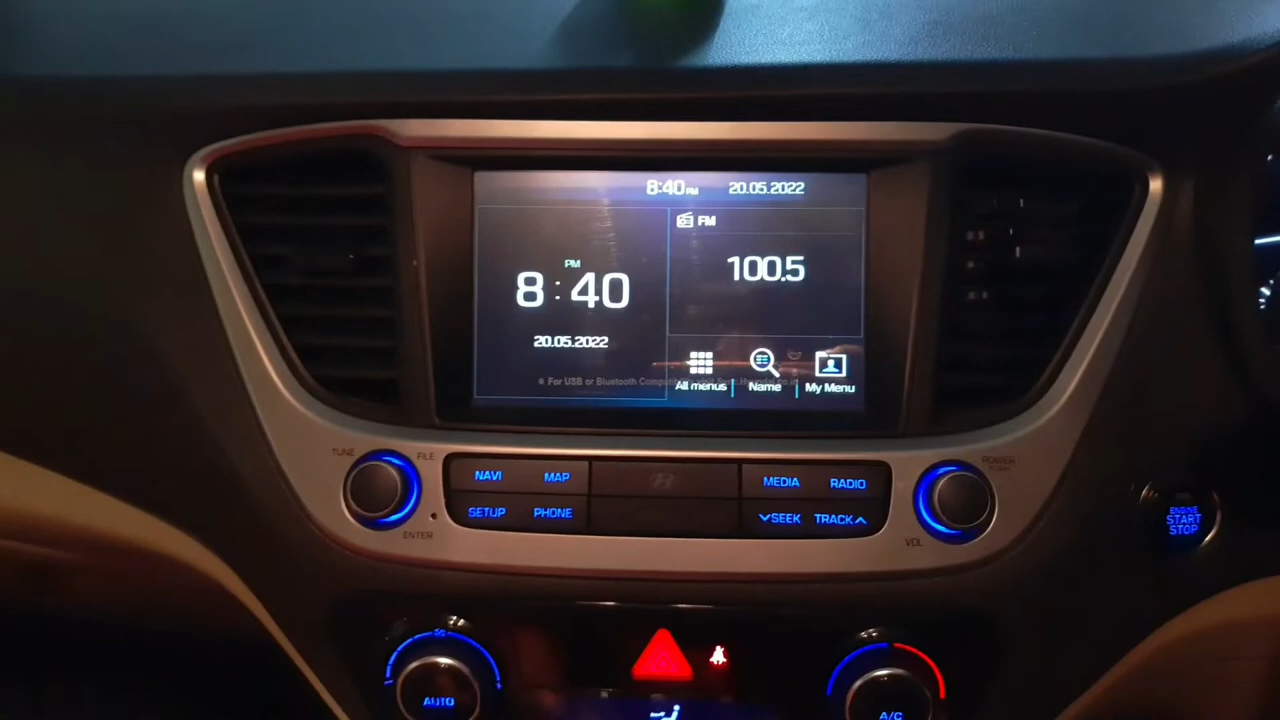 8:40 PM 20.05.2022
FM
100.5
PM
8:40
20.05.2022
For USB or Bluetooth
All menus
Name
My Menu
TUNE
FILE
ENTER
NAVI
MAP
SETUP
PHONE
MEDIA
RADIO
SEEK
TRACK
POWER
VOL
ENGINE
START
STOP
AUTO
A/C